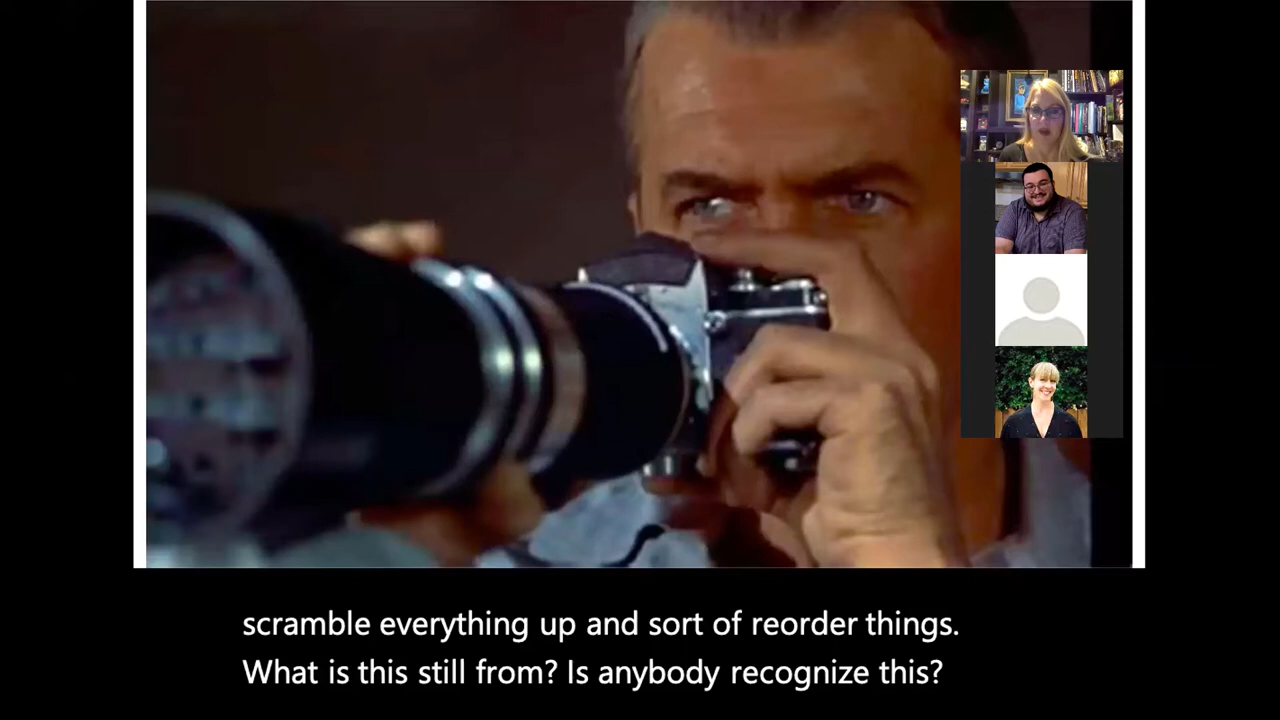 scramble everything up and sort of reorder things.
What is this still from? Is anybody recognize this?